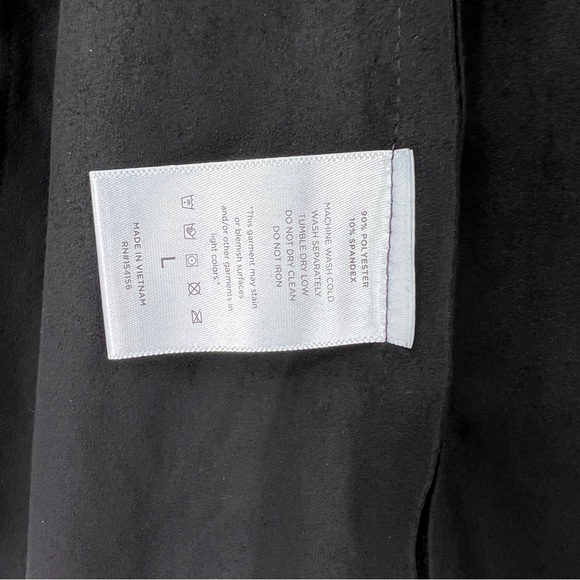 90% POLYESTER
10% SPANDEX
MACHINE WASH COLD
WASH SEPARATELY
TUMBLE DRY LOW
DO NOT DRY CLEAN
DO NOT IRON
*This garment may stain
or blemish surfaces
and/or other garments in
light colors.*
L
MADE IN VIETNAM
RN#154156